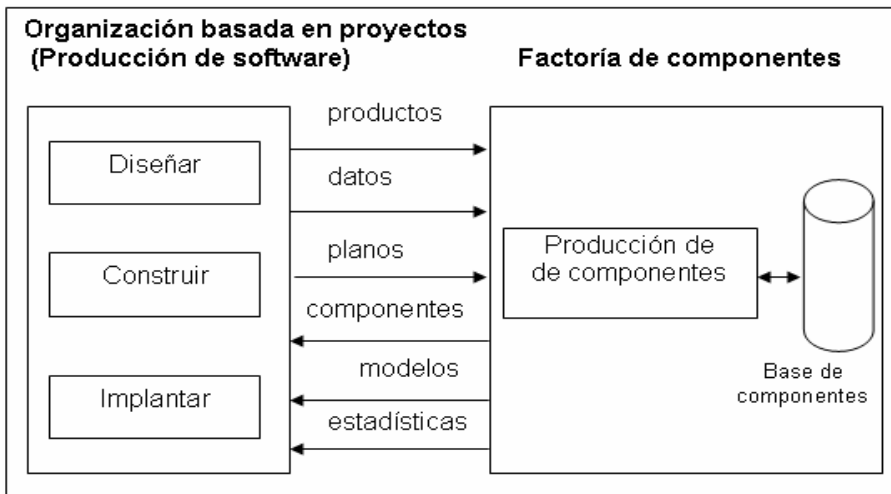 Organización basada en proyectos
(Producción de software)
Factoría de componentes
Diseñar
Construir
Implantar
productos
datos
planos
componentes
modelos
estadísticas
Producción de
de componentes
Base de
componentes